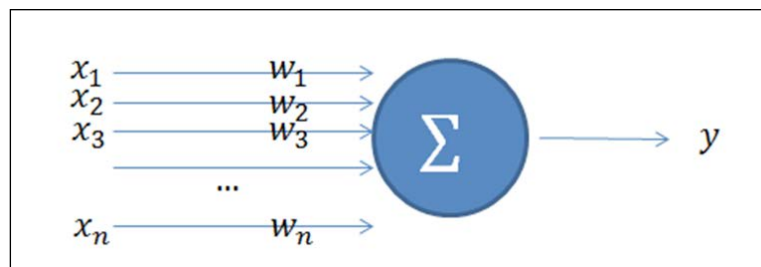 x₁ w₁
x₂ w₂
x₃ w₃ Σ y
...
xₙ wₙ